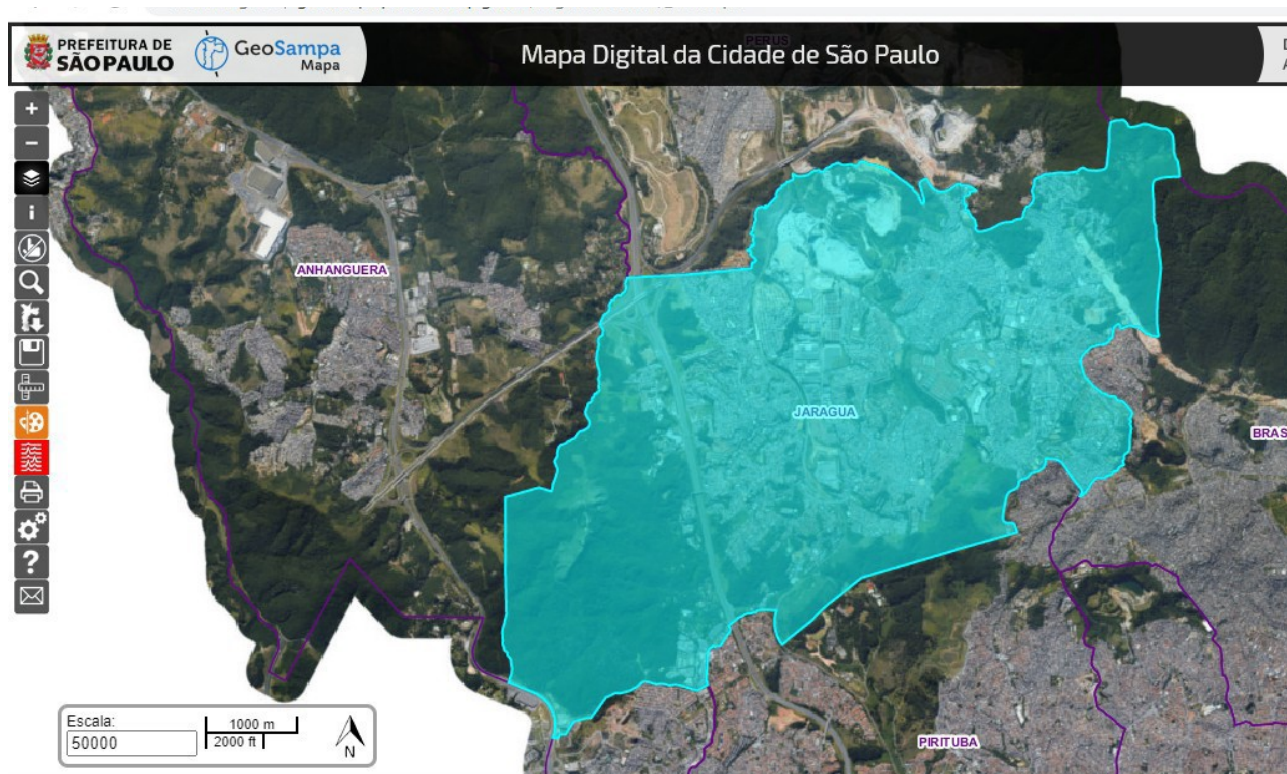 PREFEITURA DE
SÃO PAULO
GeoSampa
Mapa
Mapa Digital da Cidade de São Paulo
PERUS
ANHANGUERA
JARAGUA
BRAS
PIRITUBA
Escala:
50000
1000 m
2000 ft
N